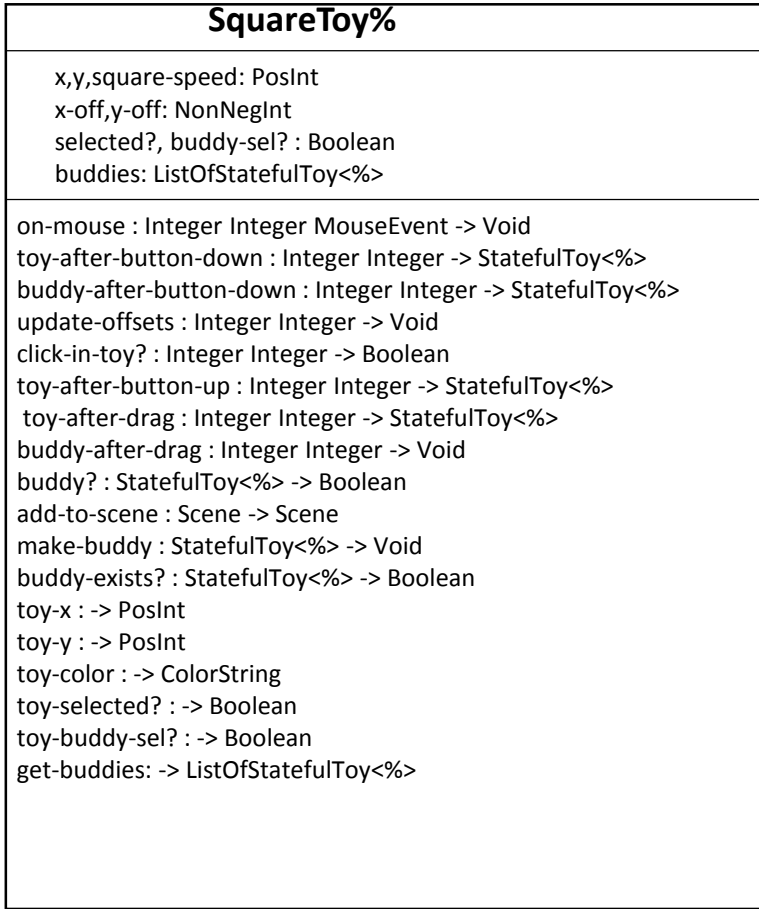 SquareToy%
x,y,square-speed: PosInt
x-off,y-off: NonNegInt
selected?, buddy-sel? : Boolean
buddies: ListOfStatefulToy<%>
on-mouse : Integer Integer MouseEvent -> Void
toy-after-button-down : Integer Integer -> StatefulToy<%>
buddy-after-button-down : Integer Integer -> StatefulToy<%>
update-offsets : Integer Integer -> Void
click-in-toy? : Integer Integer -> Boolean
toy-after-button-up : Integer Integer -> StatefulToy<%>
toy-after-drag : Integer Integer -> StatefulToy<%>
buddy-after-drag : Integer Integer -> Void
buddy? : StatefulToy<%> -> Boolean
add-to-scene : Scene -> Scene
make-buddy : StatefulToy<%> -> Void
buddy-exists? : StatefulToy<%> -> Boolean
toy-x : -> PosInt
toy-y : -> PosInt
toy-color : -> ColorString
toy-selected? : -> Boolean
toy-buddy-sel? : -> Boolean
get-buddies: -> ListOfStatefulToy<%>